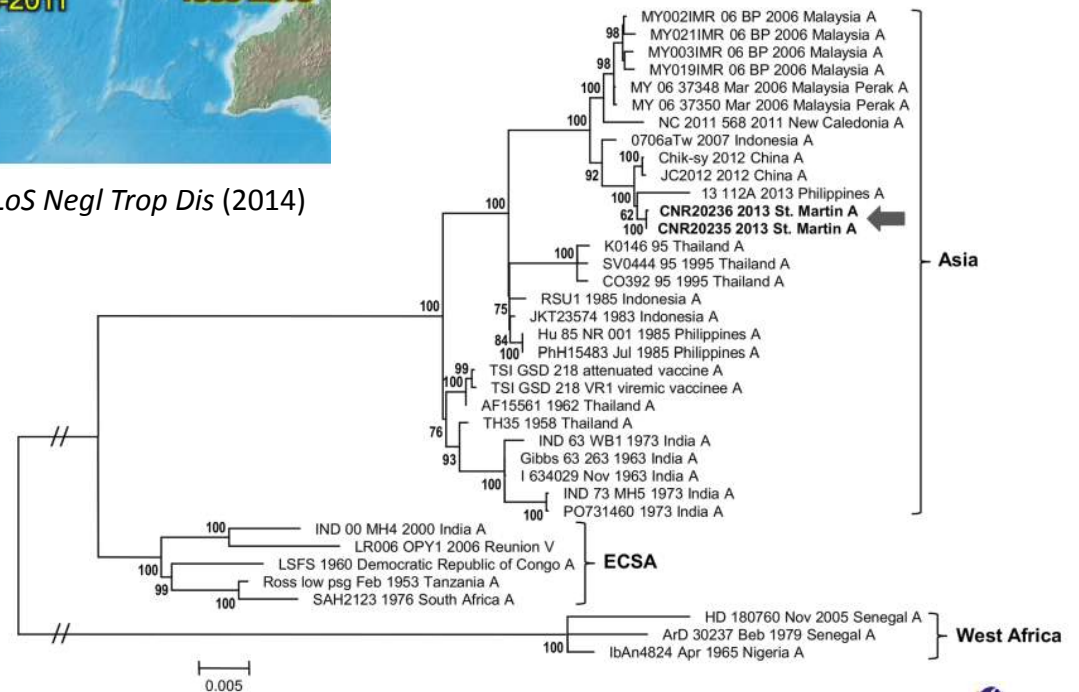 -2011
LoS Negl Trop Dis (2014)
MY002IMR 06 BP 2006 Malaysia A
MY021IMR 06 BP 2006 Malaysia A
MY003IMR 06 BP 2006 Malaysia A
MY019IMR 06 BP 2006 Malaysia A
MY 06 37348 Mar 2006 Malaysia Perak A
MY 06 37350 Mar 2006 Malaysia Perak A
NC 2011 568 2011 New Caledonia A
0706aTw 2007 Indonesia A
Chik-sy 2012 China A
JC2012 2012 China A
13 112A 2013 Philippines A
CNR20236 2013 St. Martin A
CNR20235 2013 St. Martin A
K0146 95 Thailand A
SV0444 95 1995 Thailand A
CO392 95 1995 Thailand A
RSU1 1985 Indonesia A
JKT23574 1983 Indonesia A
Hu 85 NR 001 1985 Philippines A
PhH15483 Jul 1985 Philippines A
TSI GSD 218 attenuated vaccine A
TSI GSD 218 VR1 viremic vaccinee A
AF15561 1962 Thailand A
TH35 1958 Thailand A
IND 63 WB1 1973 India A
Gibbs 63 263 1963 India A
I 634029 Nov 1963 India A
IND 73 MH5 1973 India A
PO731460 1973 India A
Asia
IND 00 MH4 2000 India A
LR006 OPY1 2006 Reunion V
LSFS 1960 Democratic Republic of Congo A
Ross low psg Feb 1953 Tanzania A
SAH2123 1976 South Africa A
ECSA
HD 180760 Nov 2005 Senegal A
ArD 30237 Beb 1979 Senegal A
IbAn4824 Apr 1965 Nigeria A
West Africa
98
98
100
100
100
92
100
62
100
100
100
75
84
100
100
99
100
76
93
100
100
100
100
99
100
100
0.005